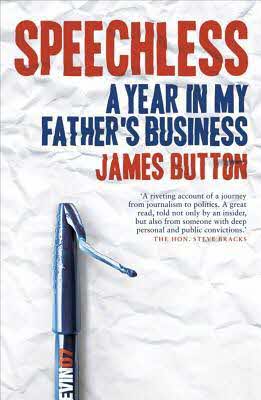 SPEECHLESS
A YEAR IN MY
FATHER'S BUSINESS
JAMES BUTTON
'A riveting account of a journey
from journalism to politics. A great
read, told not only by an insider,
but also from someone with deep
personal and public convictions.'
THE HON. STEVE BRACKS
EVIN07